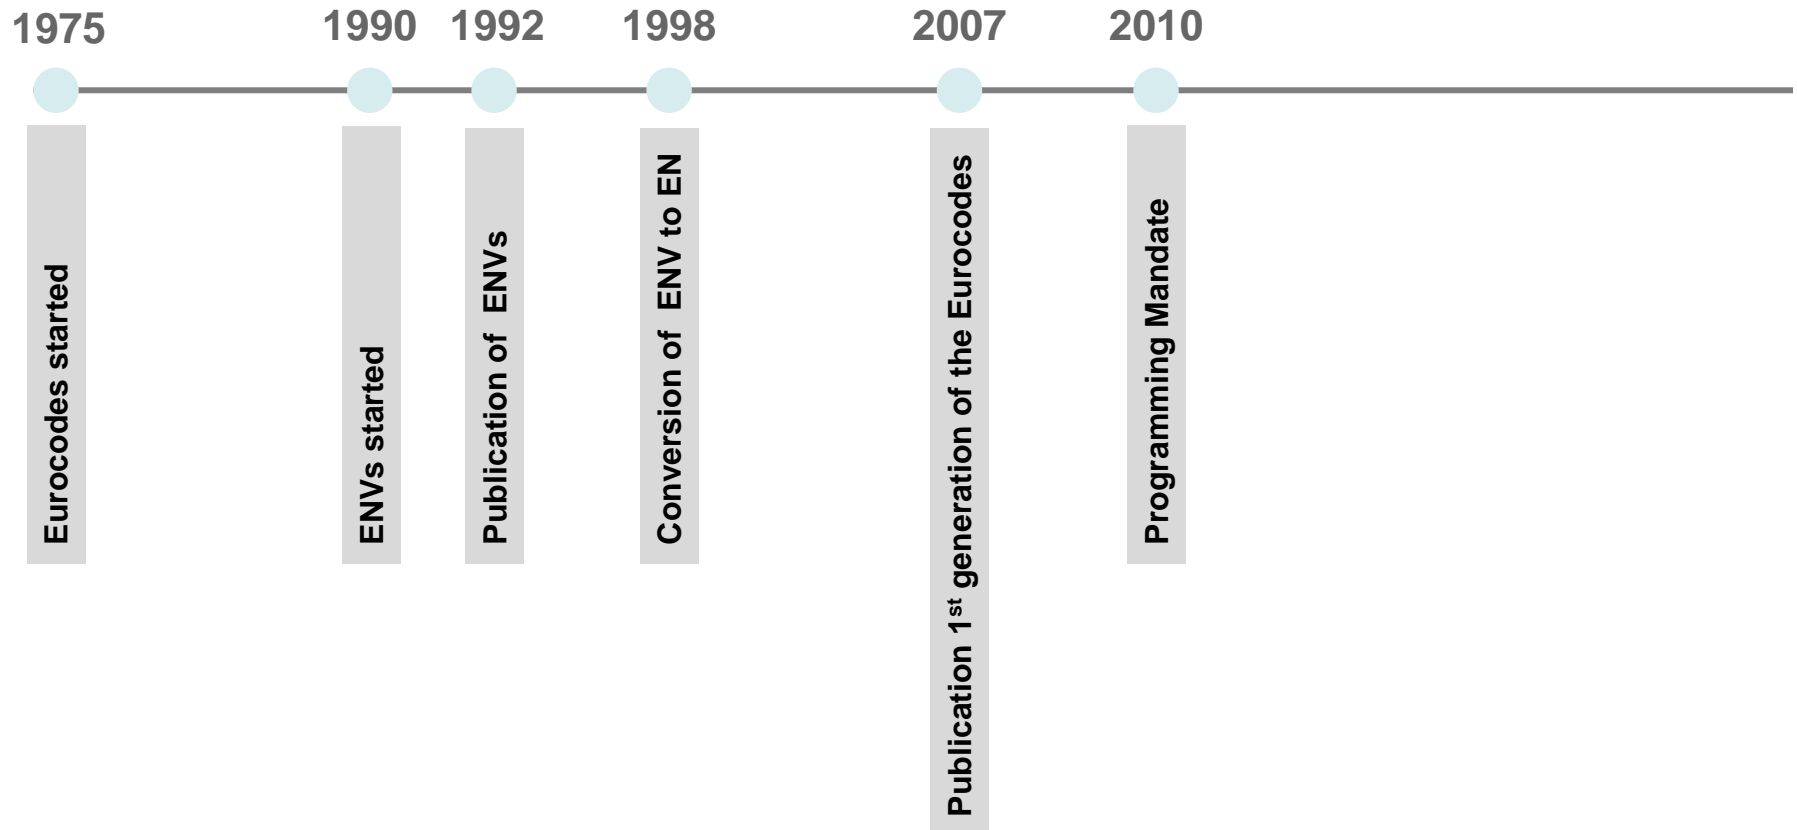 1975
1990
1992
1998
2007
2010
Eurocodes started
ENVs started
Publication of ENVs
Conversion of ENV to EN
Publication 1st generation of the Eurocodes
Programming Mandate